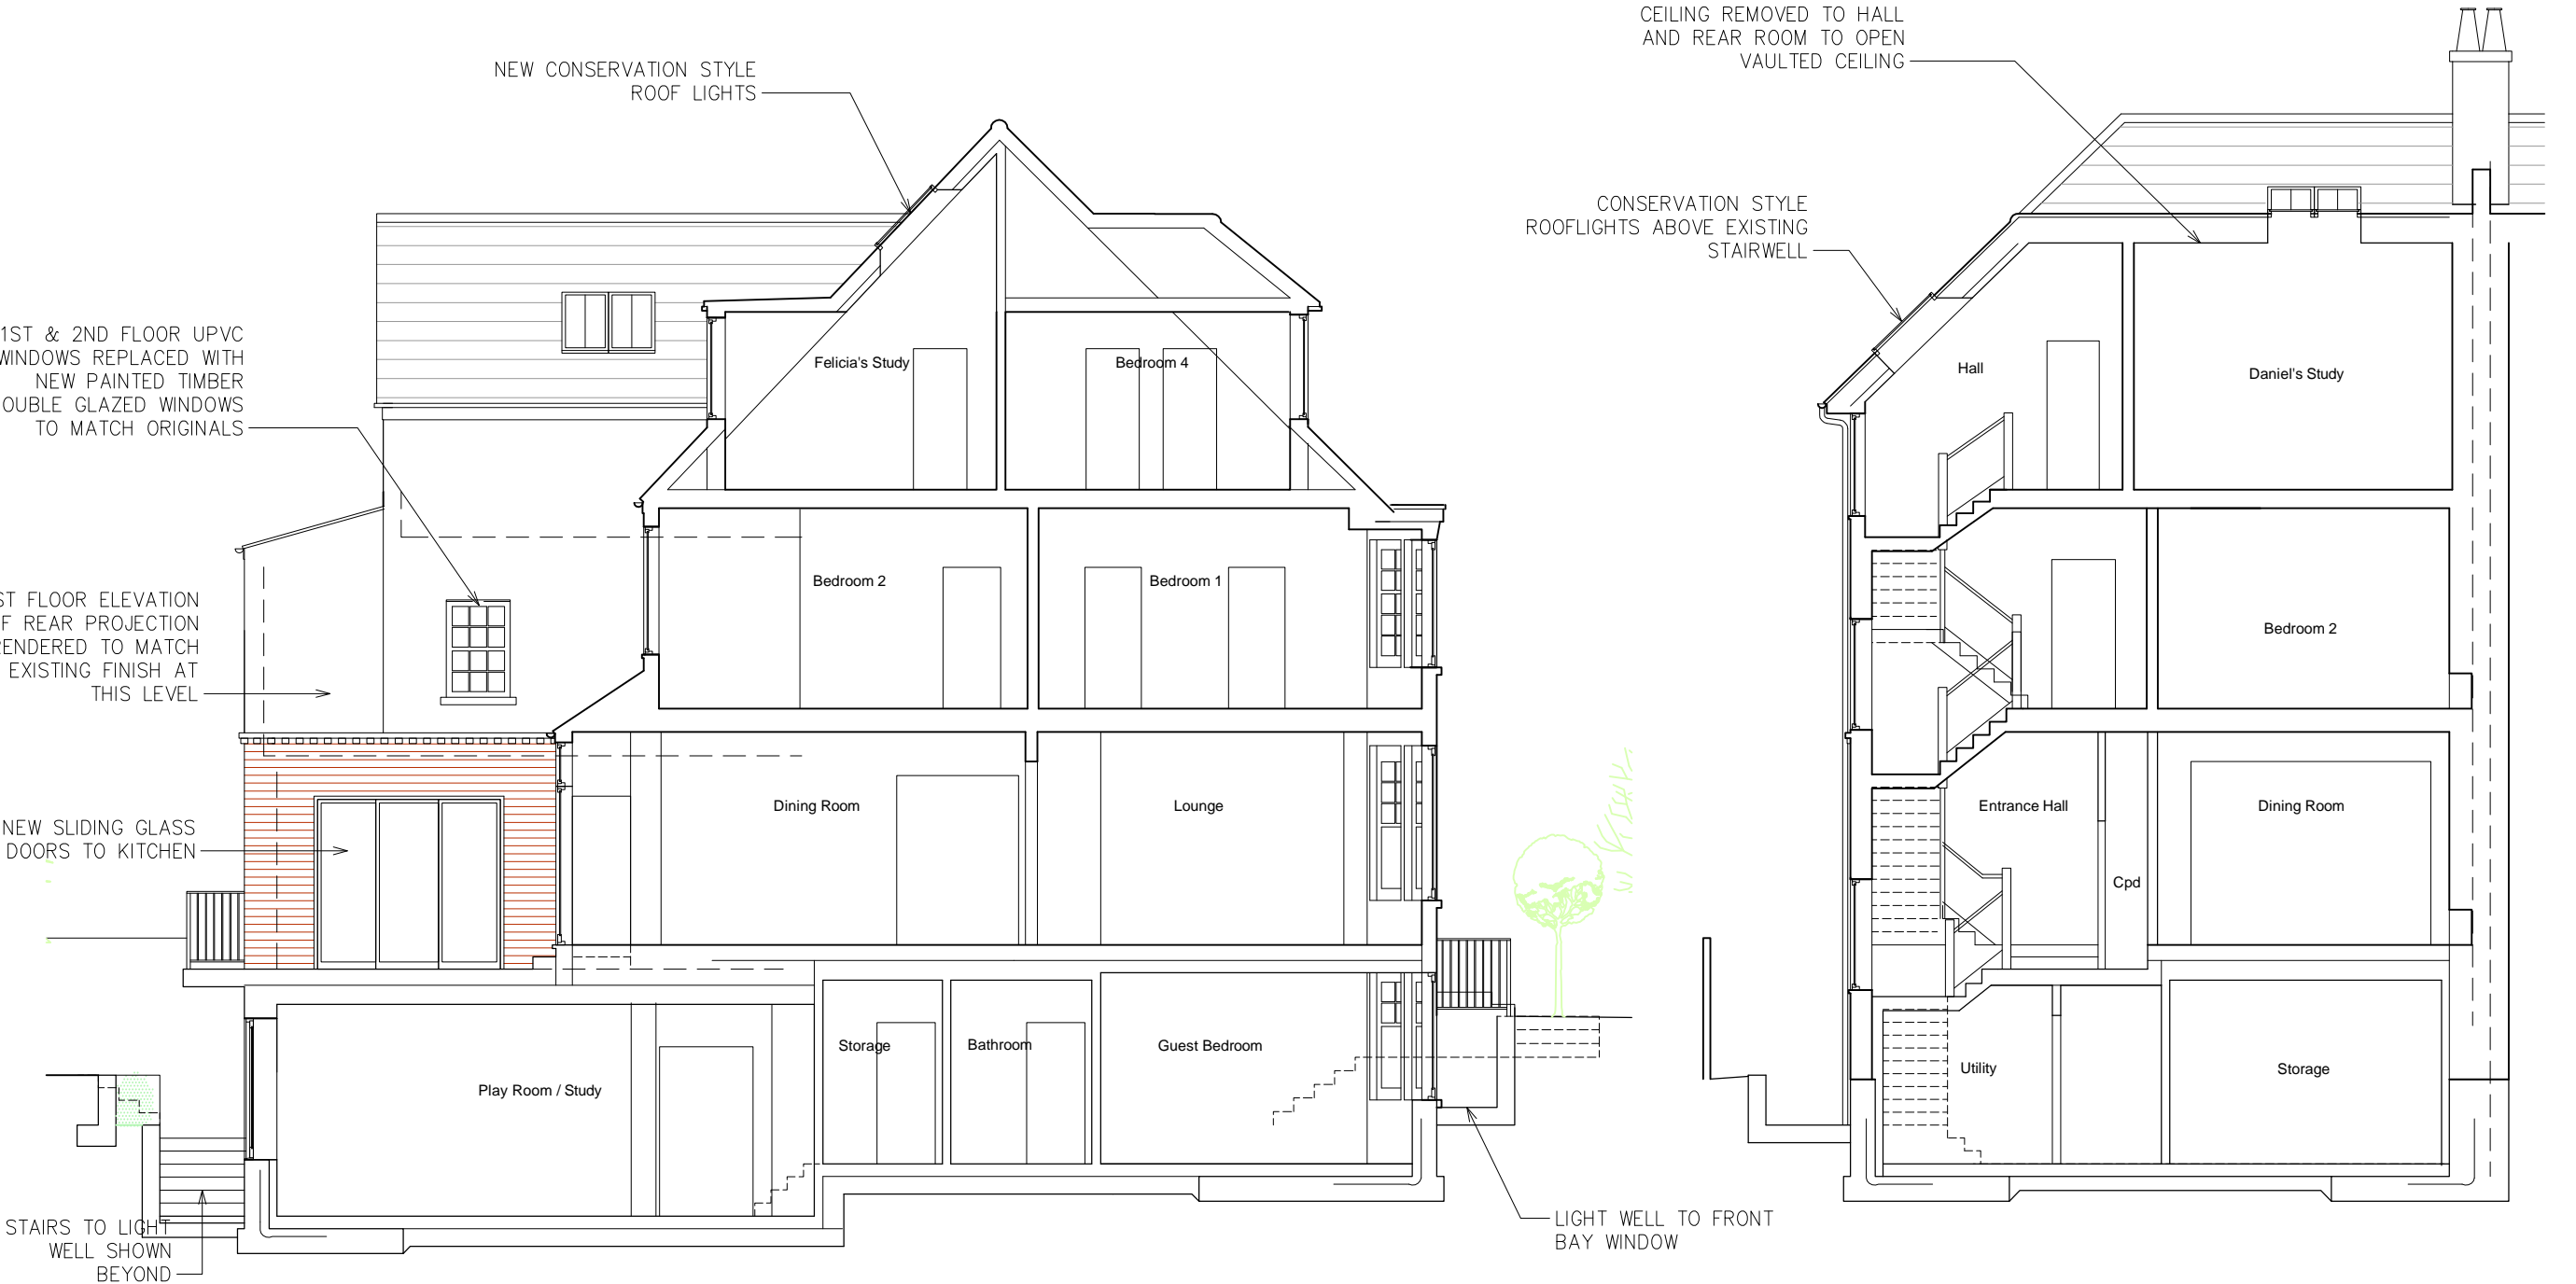 NEW CONSERVATION STYLE
ROOF LIGHTS
CEILING REMOVED TO HALL
AND REAR ROOM TO OPEN
VAULTED CEILING
CONSERVATION STYLE
ROOFLIGHTS ABOVE EXISTING
STAIRWELL
1ST & 2ND FLOOR UPVC
WINDOWS REPLACED WITH
NEW PAINTED TIMBER
OUBLE GLAZED WINDOWS
TO MATCH ORIGINALS
ST FLOOR ELEVATION
F REAR PROJECTION
RENDERED TO MATCH
EXISTING FINISH AT
THIS LEVEL
NEW SLIDING GLASS
DOORS TO KITCHEN
STAIRS TO LIGHT
WELL SHOWN
BEYOND
Felicia's Study
Bedroom 4
Bedroom 2
Bedroom 1
Dining Room
Lounge
Storage
Bathroom
Guest Bedroom
Play Room / Study
LIGHT WELL TO FRONT
BAY WINDOW
Hall
Daniel's Study
Bedroom 2
Entrance Hall
Dining Room
Cpd
Utility
Storage